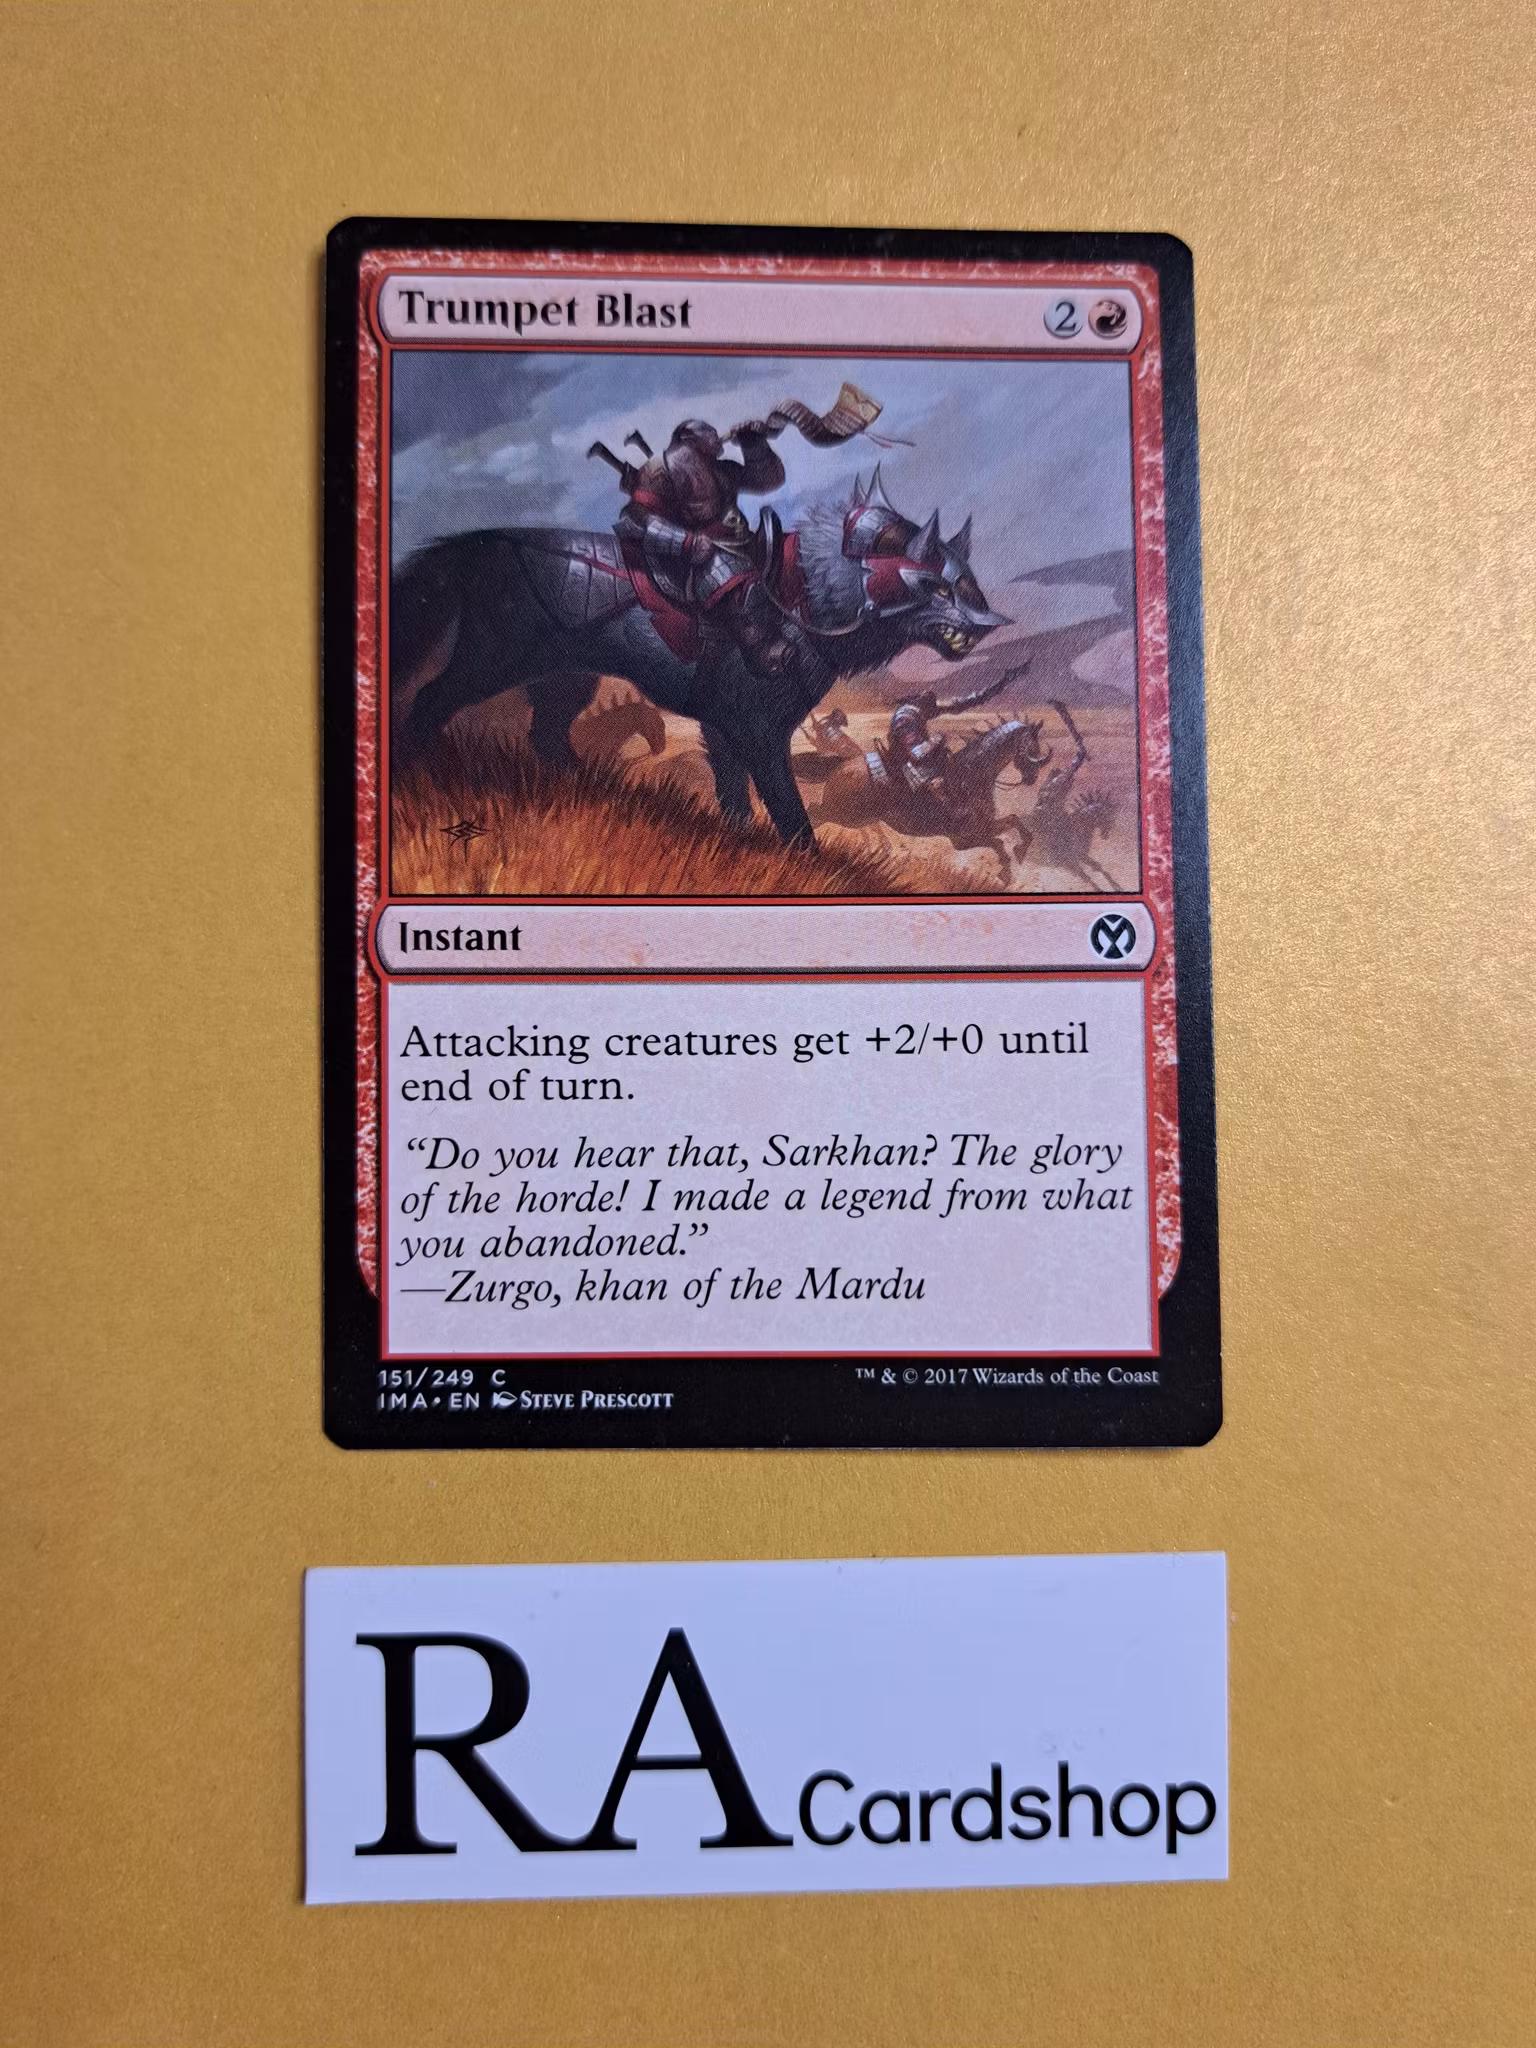 Trumpet Blast 2
Instant
Attacking creatures get +2/+0 until
end of turn.
“Do you hear that, Sarkhan? The glory
of the horde! I made a legend from what
you abandoned.”
—Zurgo, khan of the Mardu
151/249 C
™ & © 2017 Wizards of the Coast
IMA • EN Steve Prescott
RA Cardshop